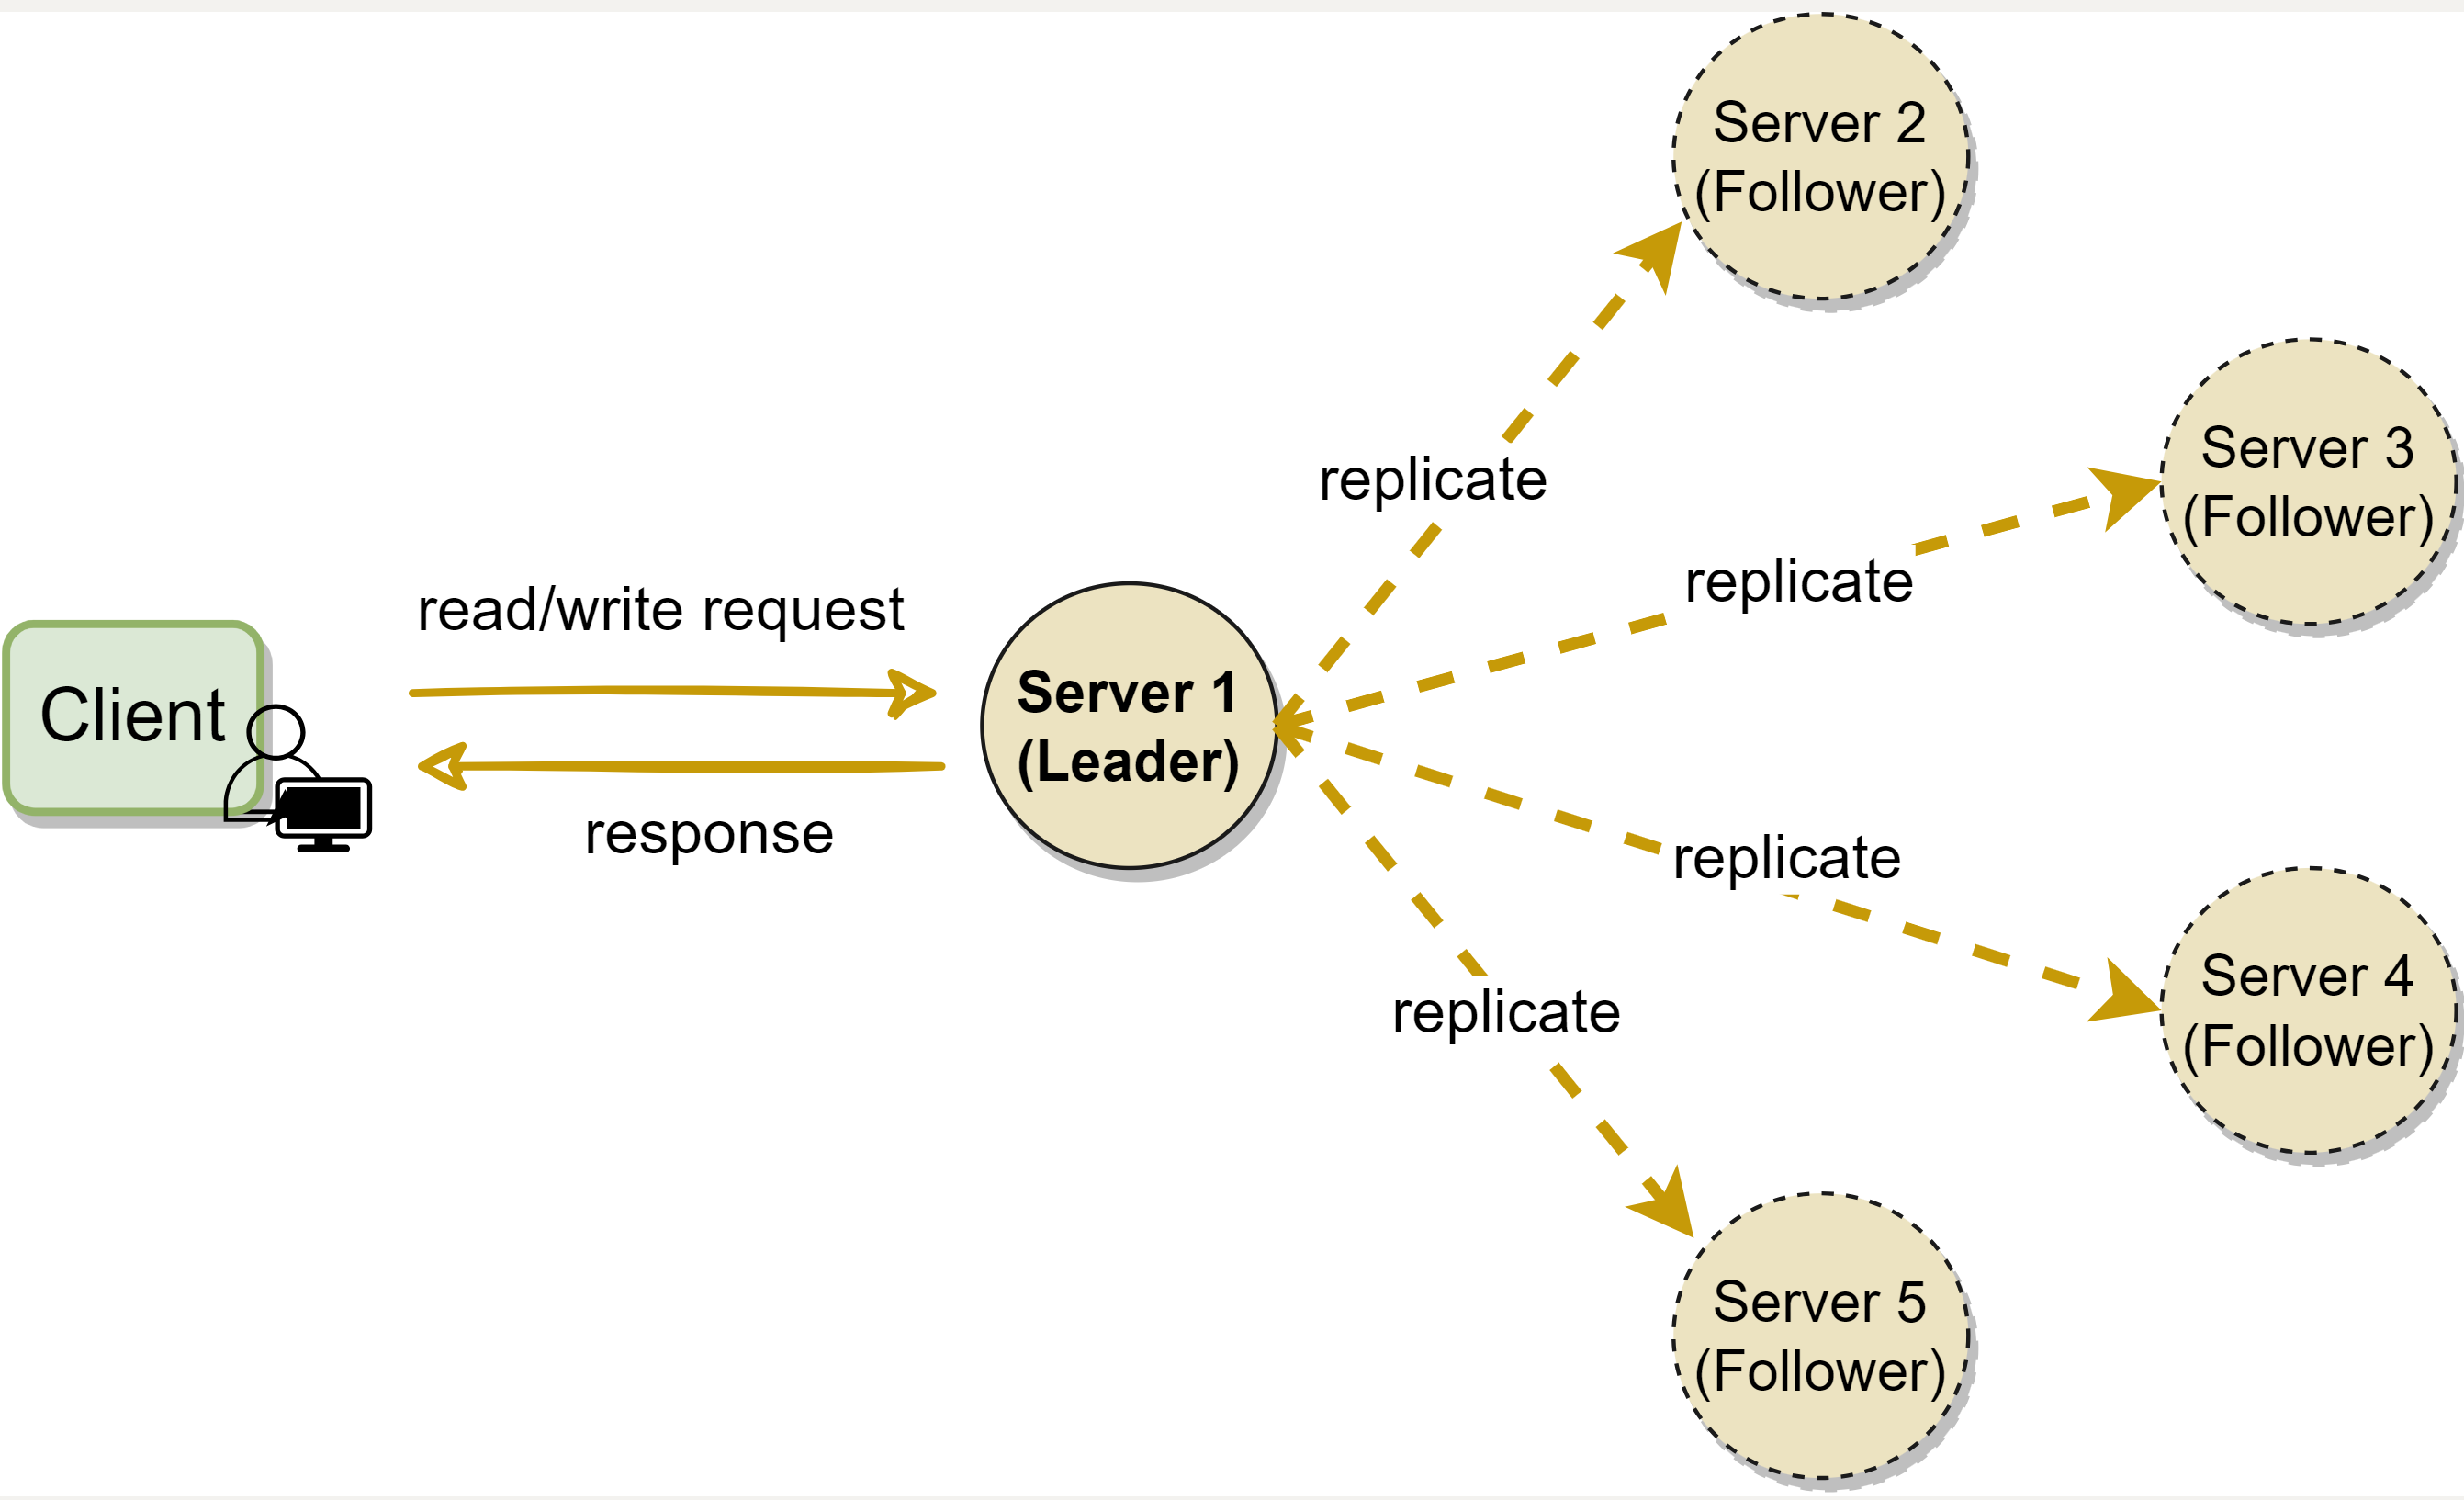 Client
read/write request
response
Server 1
(Leader)
replicate
replicate
replicate
replicate
Server 2
(Follower)
Server 3
(Follower)
Server 4
(Follower)
Server 5
(Follower)